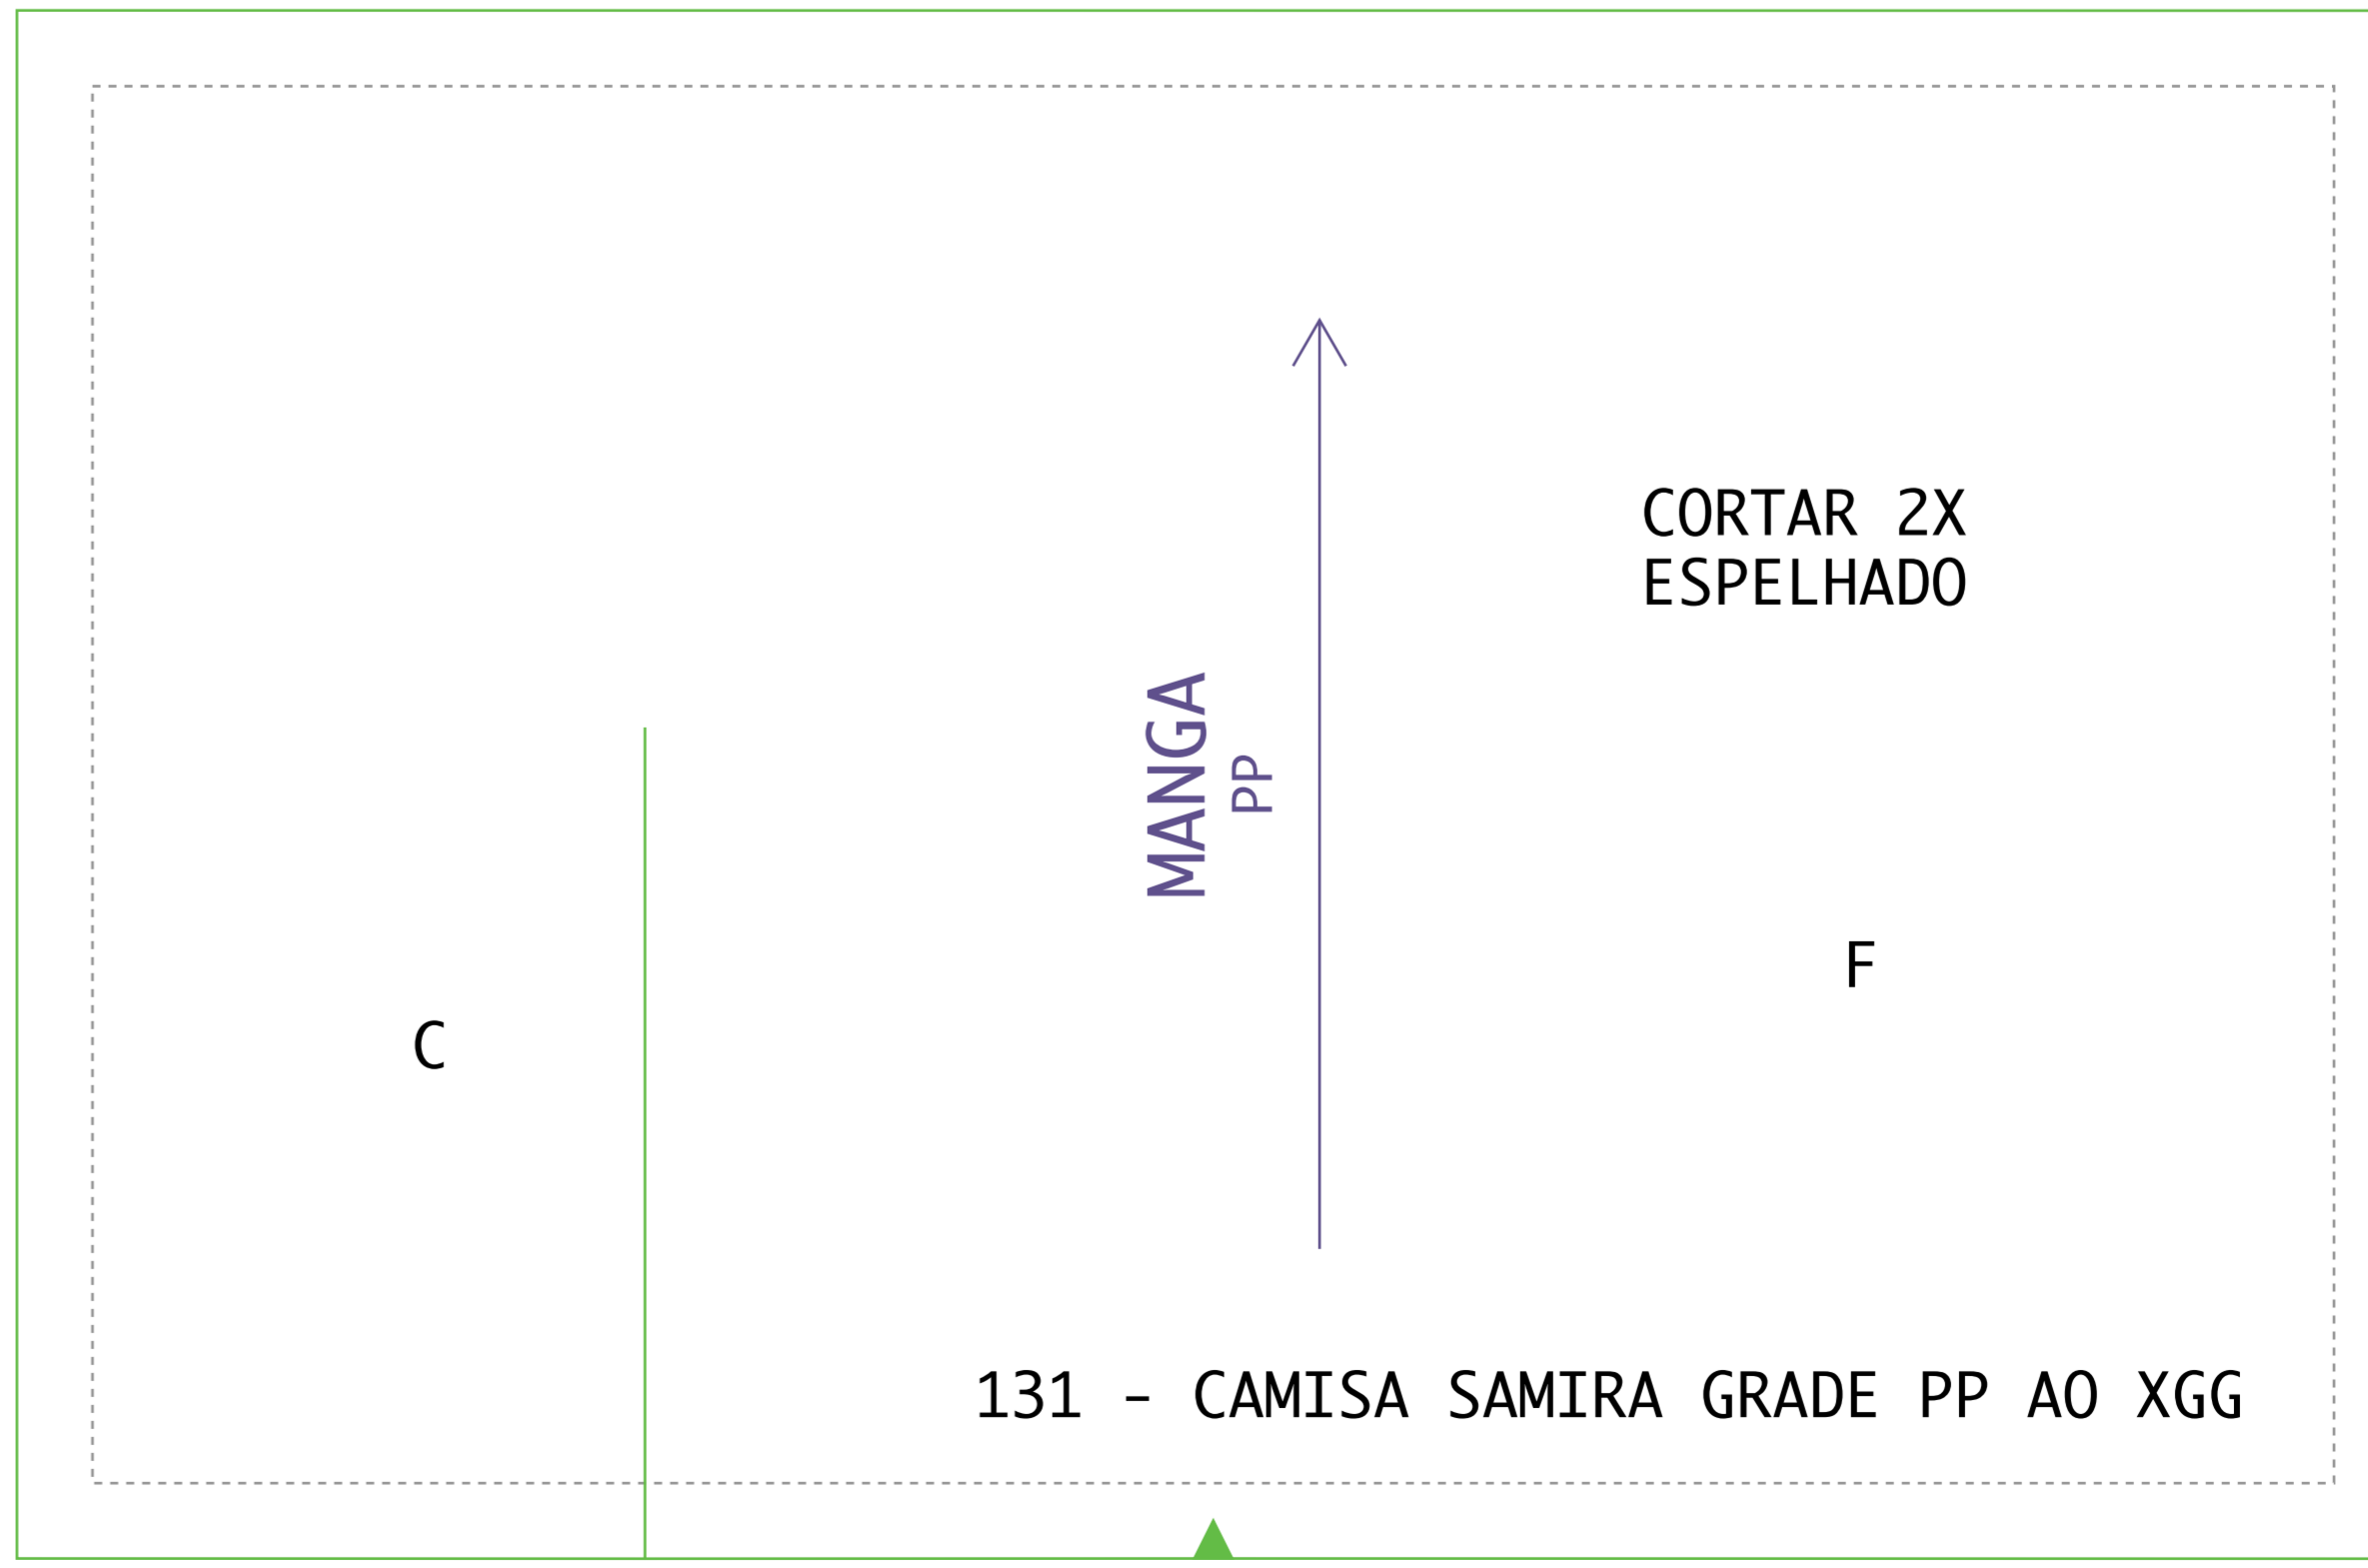 CORTAR 2X
ESPELHADO
MANGA
PP
F
C
131 – CAMISA SAMIRA GRADE PP AO XGG